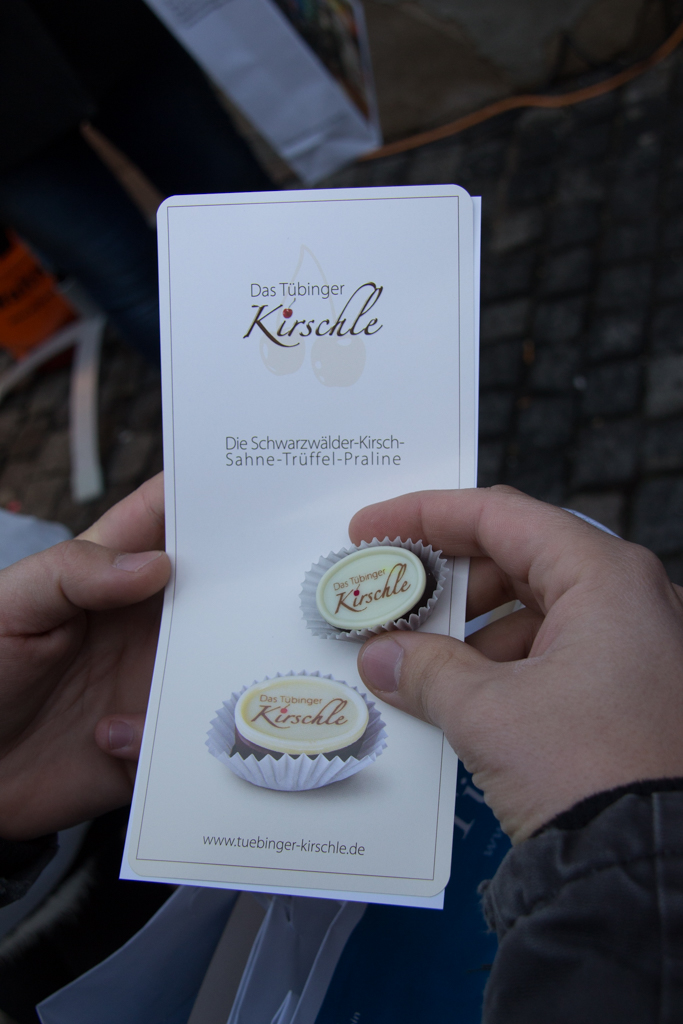 Das Tübinger
Kirschle
Die Schwarzwälder-Kirsch-
Sahne-Trüffel-Praline
Das Tübinger
Kirschle
Das Tübinger
Kirschle
www.tuebinger-kirschle.de